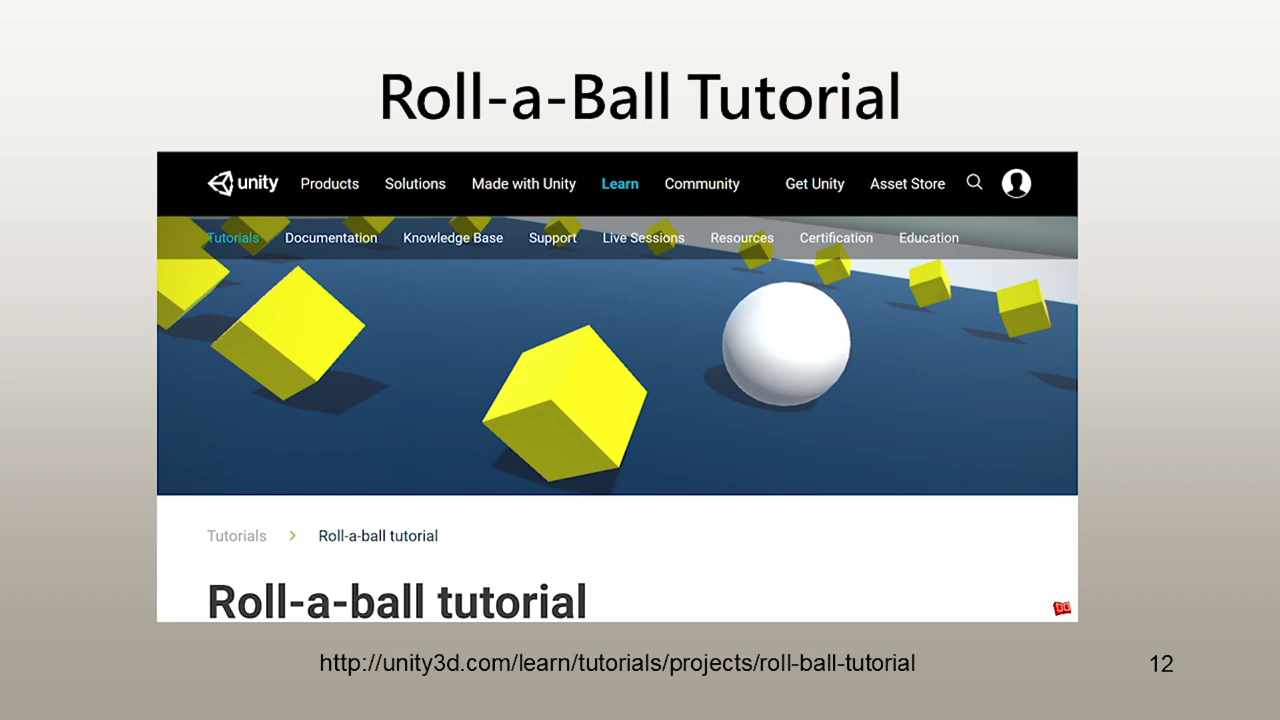 Roll-a-Ball Tutorial
unity Products Solutions Made with Unity Learn Community Get Unity Asset Store
Tutorials Documentation Knowledge Base Support Live Sessions Resources Certification Education
Tutorials > Roll-a-ball tutorial
Roll-a-ball tutorial
http://unity3d.com/learn/tutorials/projects/roll-ball-tutorial
12